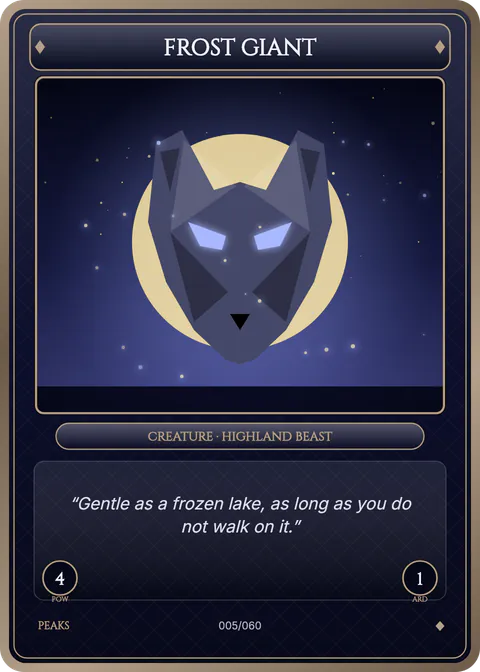 FROST GIANT
CREATURE · HIGHLAND BEAST
“Gentle as a frozen lake, as long as you do
not walk on it.”
4
POW
1
ARD
PEAKS
005/060